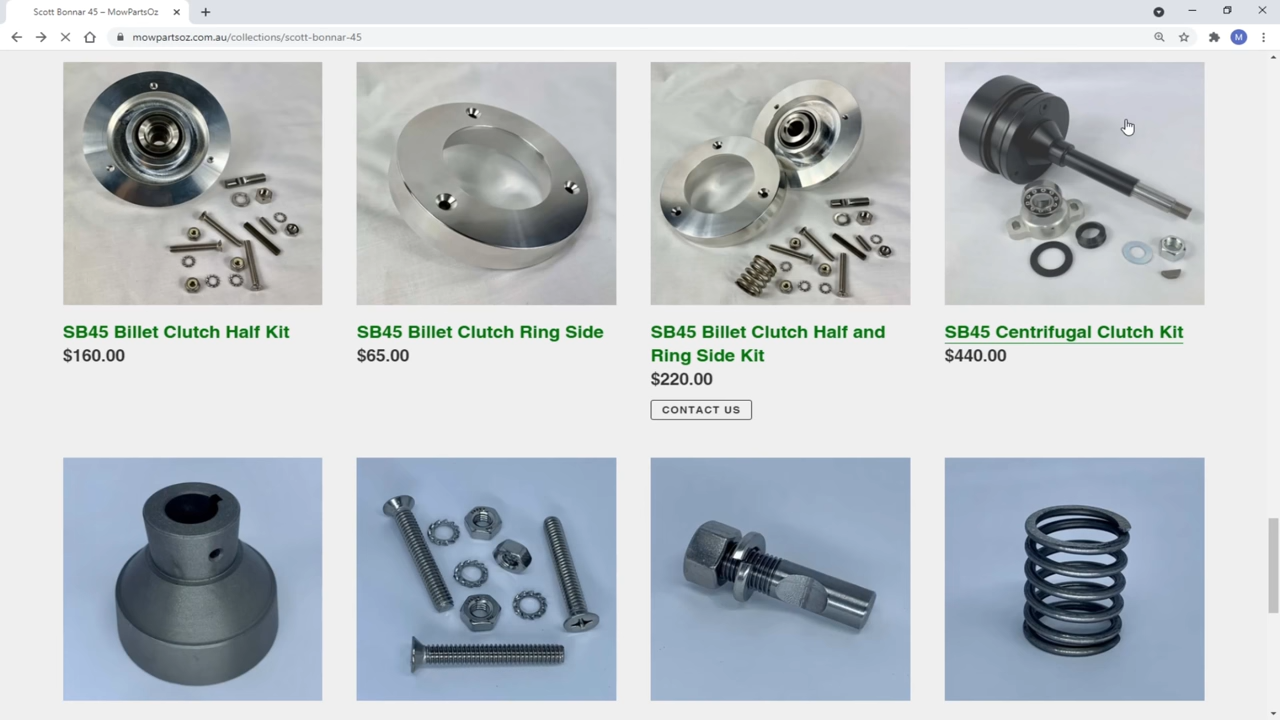 Scott Bonnar 45 – MowPartsOz
mowpartsoz.com.au/collections/scott-bonnar-45
M
SB45 Billet Clutch Half Kit
$160.00
SB45 Billet Clutch Ring Side
$65.00
SB45 Billet Clutch Half and
Ring Side Kit
$220.00
CONTACT US
SB45 Centrifugal Clutch Kit
$440.00